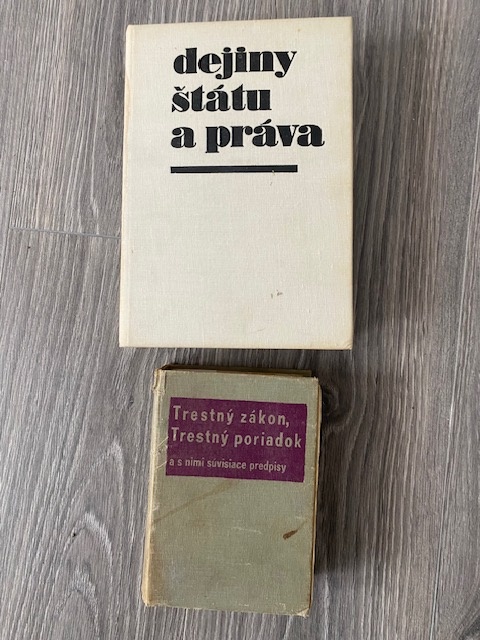 dejiny
štátu
a práva
Trestný zákon,
Trestný poriadok
a s nimi súvisiace predpisy